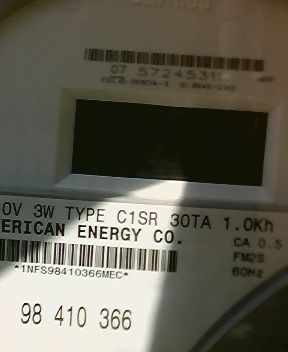 07 5724531
0V 3W TYPE C1SR 30TA 1.0Kh
ERICAN ENERGY CO. CA 0.5
FM2S
*1NFS98410366MEC* 60Hz
98 410 366